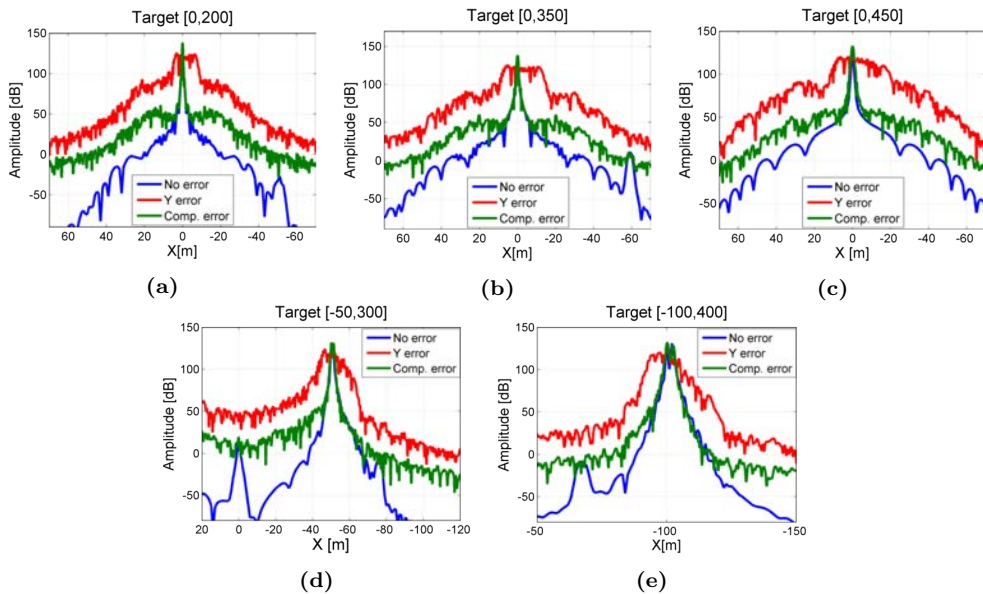 Target [0,200]
Amplitude [dB]
150
100
50
0
-50
No error
Y error
Comp. error
60 40 20 0 -20 -40 -60
X[m]
(a)
Target [0,350]
Amplitude [dB]
150
100
50
0
-50
No error
Y error
Comp. error
60 40 20 0 -20 -40 -60
X[m]
(b)
Target [0,450]
Amplitude [dB]
150
100
50
0
-50
No error
Y error
Comp. error
60 40 20 0 -20 -40 -60
X [m]
(c)
Target [-50,300]
Amplitude [dB]
150
100
50
0
-50
No error
Y error
Comp. error
20 0 -20 -40 -60 -80 -100 -120
X [m]
(d)
Target [-100,400]
Amplitude [dB]
150
100
50
0
-50
No error
Y error
Comp. error
-50 -100 -150
X[m]
(e)